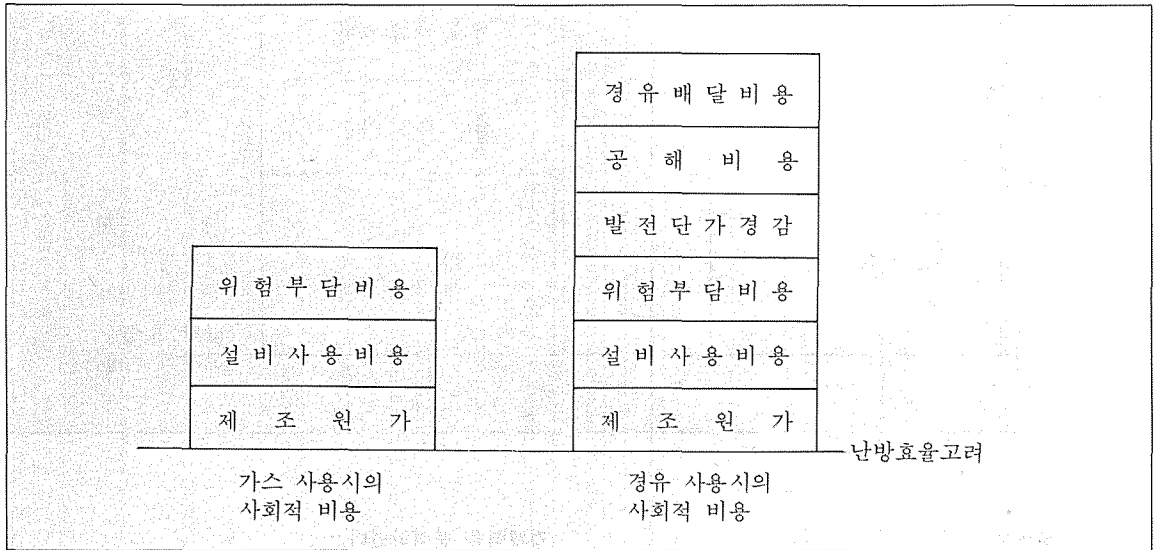 경유배달비용
공해비용
발전단가경감
위험부담비용
설비사용비용
제조원가
위험부담비용
설비사용비용
제조원가
난방효율고려
가스 사용시의
사회적 비용
경유 사용시의
사회적 비용